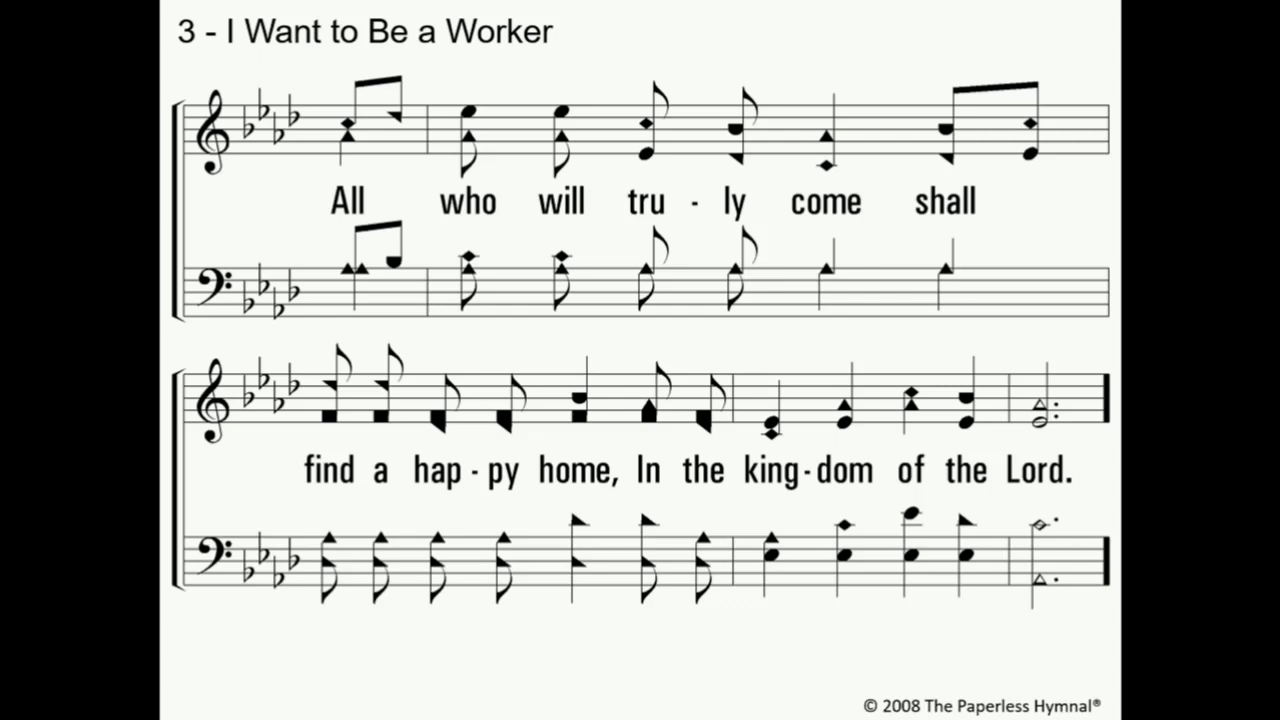 3 - I Want to Be a Worker
All who will tru - ly come shall
find a hap - py home, In the king - dom of the Lord.
© 2008 The Paperless Hymnal®